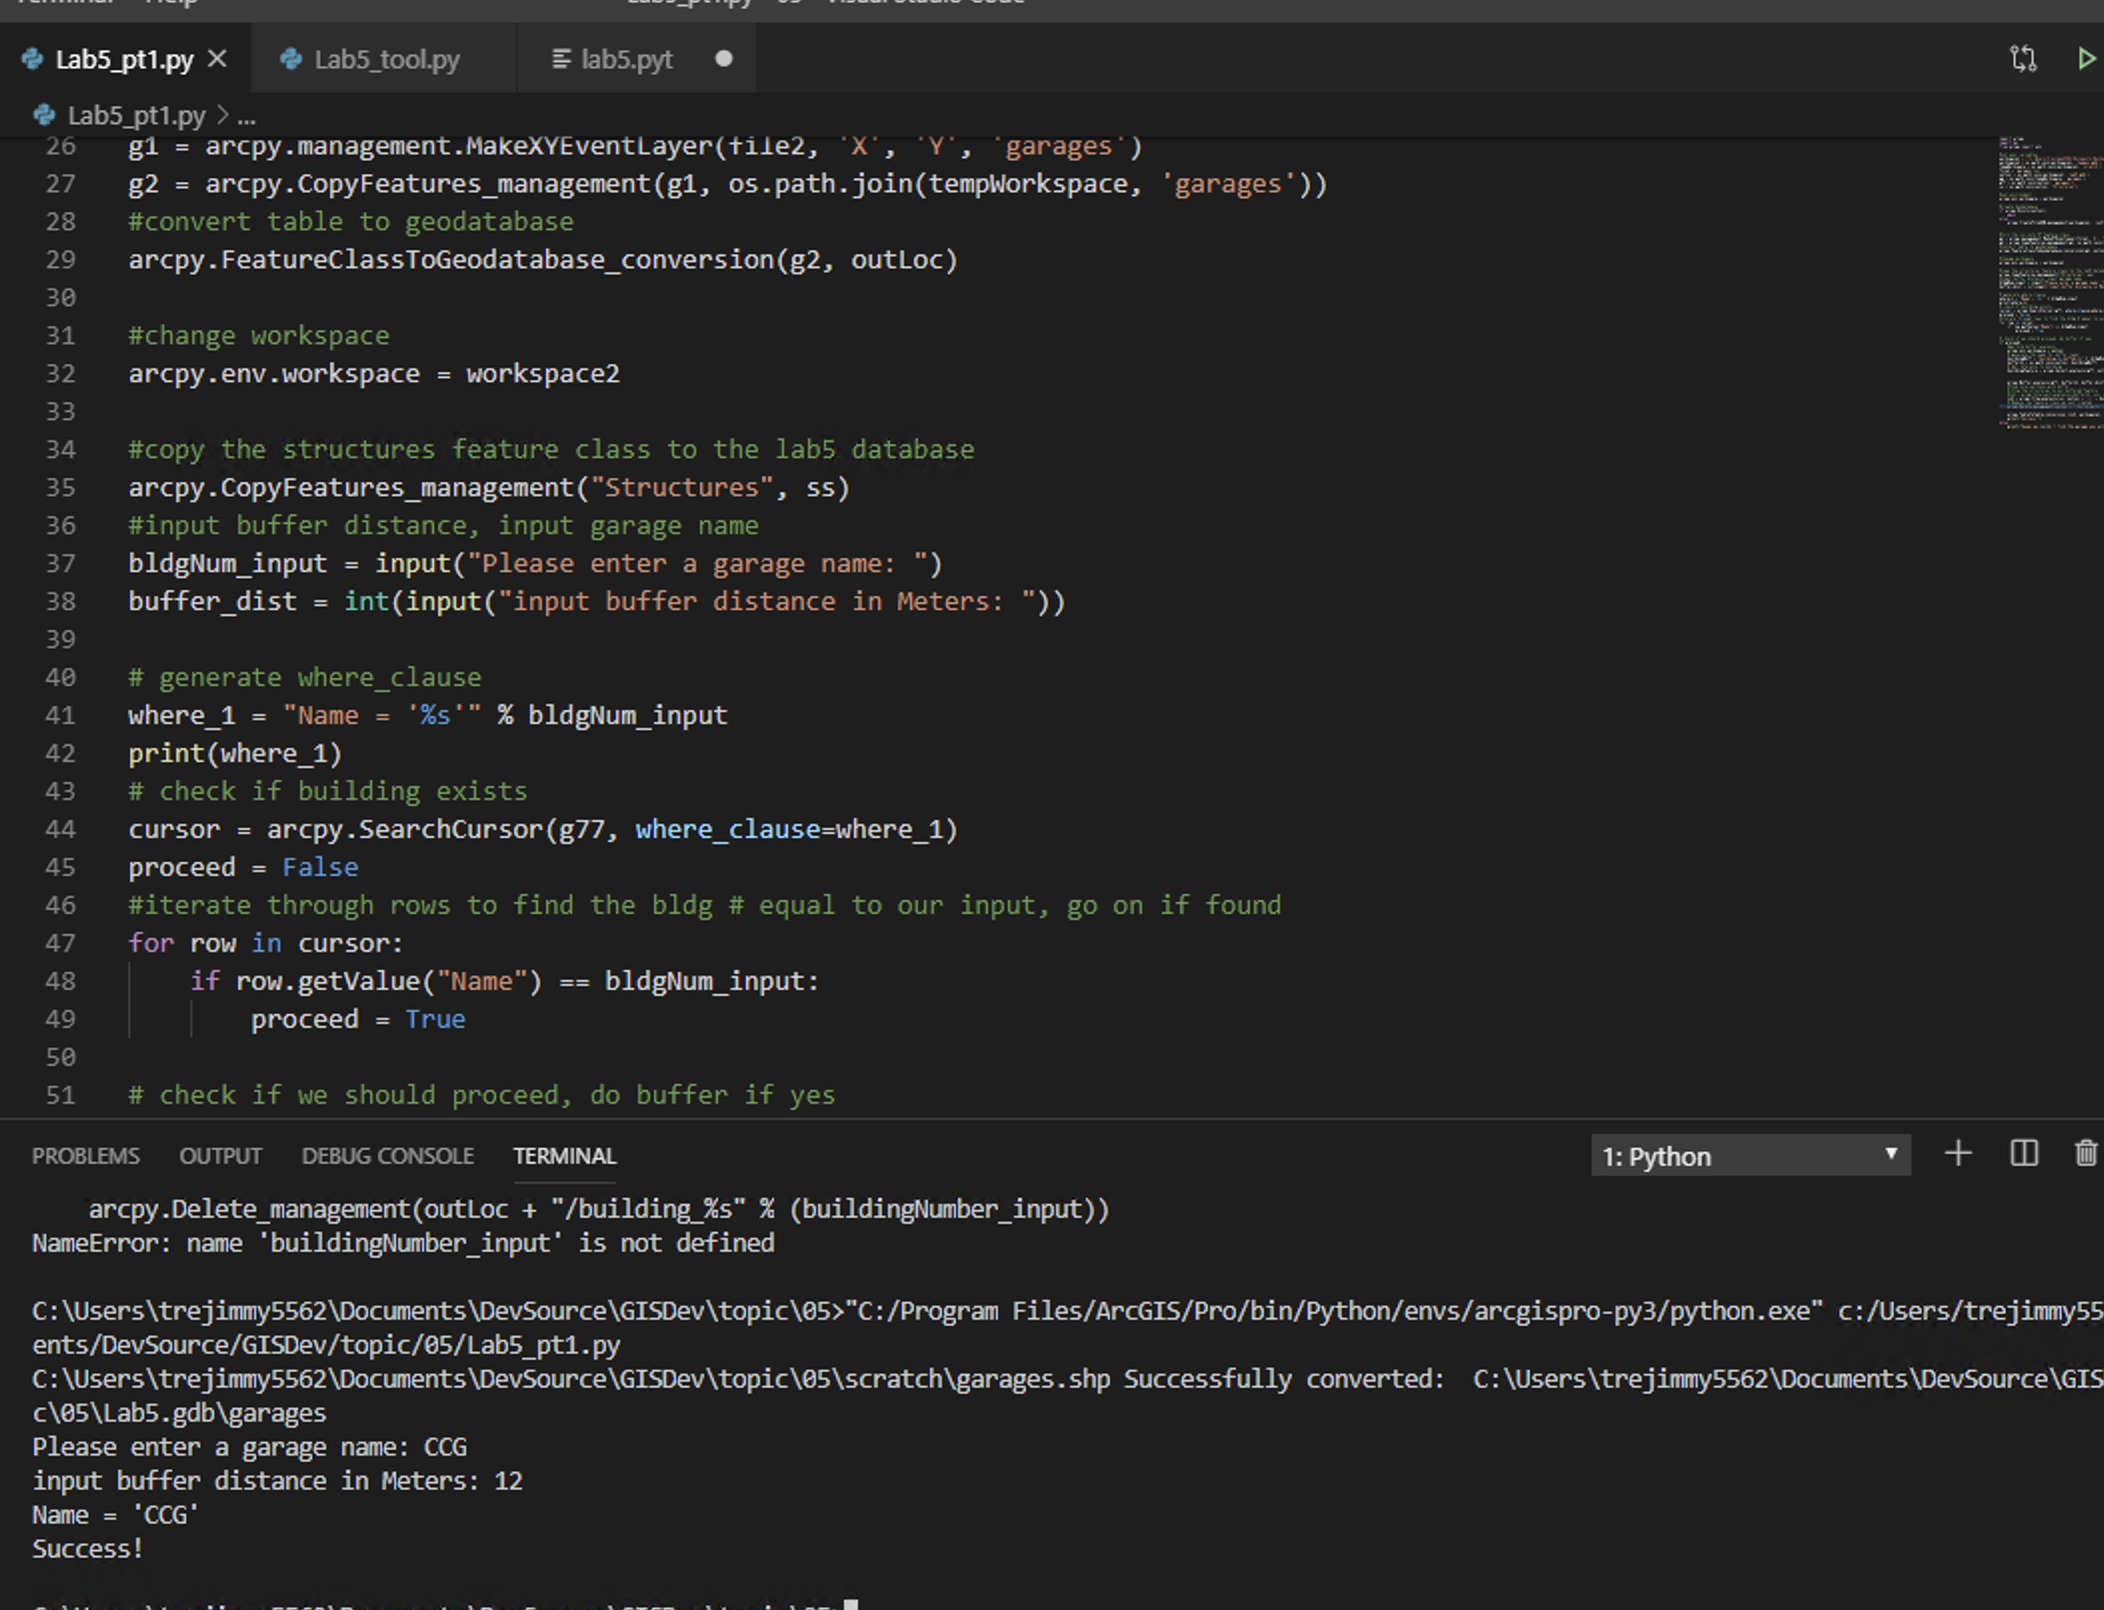 Terminal Help Lab5_pt1.py - 05 - Visual Studio Code
Lab5_pt1.py Lab5_tool.py lab5.pyt
Lab5_pt1.py > ...
26 g1 = arcpy.management.MakeXYEventLayer(file2, 'X', 'Y', 'garages')
27 g2 = arcpy.CopyFeatures_management(g1, os.path.join(tempWorkspace, 'garages'))
28 #convert table to geodatabase
29 arcpy.FeatureClassToGeodatabase_conversion(g2, outLoc)
30
31 #change workspace
32 arcpy.env.workspace = workspace2
33
34 #copy the structures feature class to the lab5 database
35 arcpy.CopyFeatures_management("Structures", ss)
36 #input buffer distance, input garage name
37 bldgNum_input = input("Please enter a garage name: ")
38 buffer_dist = int(input("input buffer distance in Meters: "))
39
40 # generate where_clause
41 where_1 = "Name = '%s'" % bldgNum_input
42 print(where_1)
43 # check if building exists
44 cursor = arcpy.SearchCursor(g77, where_clause=where_1)
45 proceed = False
46 #iterate through rows to find the bldg # equal to our input, go on if found
47 for row in cursor:
48     if row.getValue("Name") == bldgNum_input:
49         proceed = True
50
51 # check if we should proceed, do buffer if yes
PROBLEMS OUTPUT DEBUG CONSOLE TERMINAL 1: Python
arcpy.Delete_management(outLoc + "/building_%s" % (buildingNumber_input))
NameError: name 'buildingNumber_input' is not defined
C:\Users\trejimmy5562\Documents\DevSource\GISDev\topic\05>"C:/Program Files/ArcGIS/Pro/bin/Python/envs/arcgispro-py3/python.exe" c:/Users/trejimmy55
ents/DevSource/GISDev/topic/05/Lab5_pt1.py
C:\Users\trejimmy5562\Documents\DevSource\GISDev\topic\05\scratch\garages.shp Successfully converted:  C:\Users\trejimmy5562\Documents\DevSource\GIS
c\05\Lab5.gdb\garages
Please enter a garage name: CCG
input buffer distance in Meters: 12
Name = 'CCG'
Success!